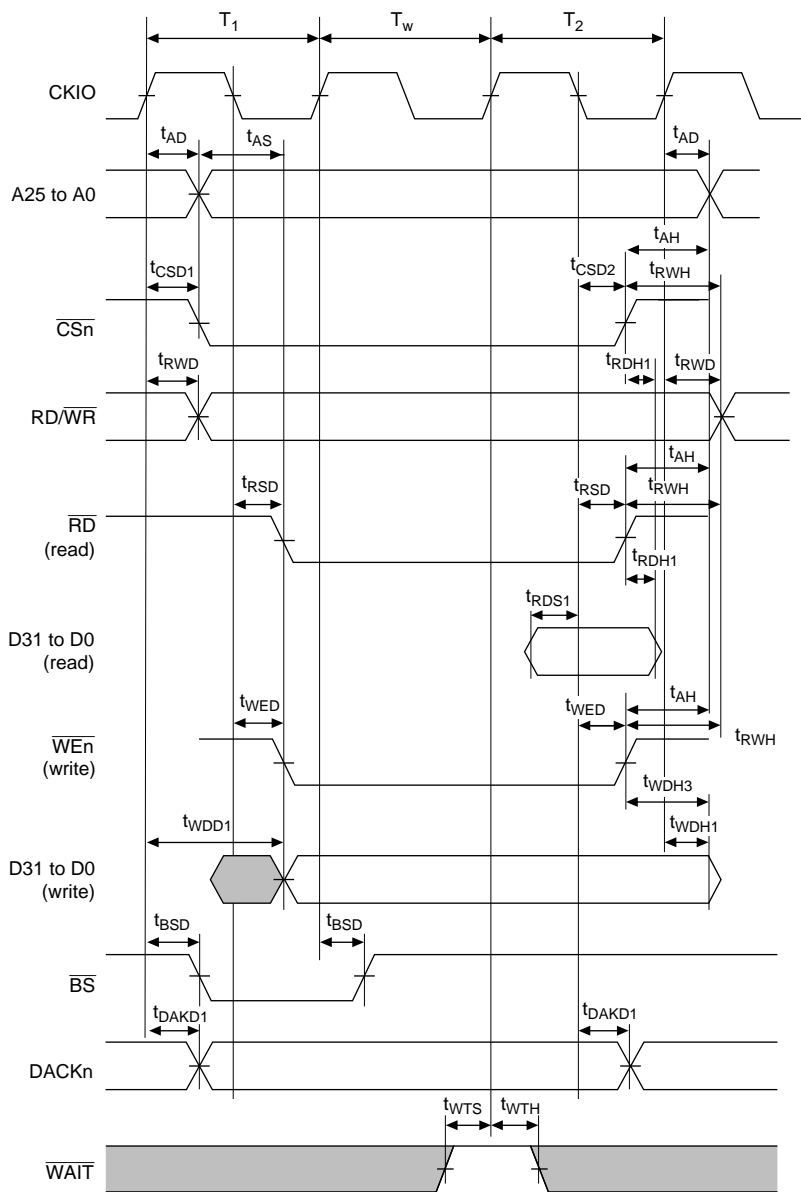 T1 Tw T2
CKIO
tAD tAS tAD
A25 to A0
tAH
tCSD1 tCSD2 tRWH
CSn
tRWD tRDH1 tRWD
RD/WR
tAH
tRSD tRSD tRWH
RD
(read)
tRDH1
tRDS1
D31 to D0
(read)
tWED tWED tAH
tRWH
WEn
(write)
tWDH3
tWDD1 tWDH1
D31 to D0
(write)
tBSD tBSD
BS
tDAKD1 tDAKD1
DACKn
tWTS tWTH
WAIT